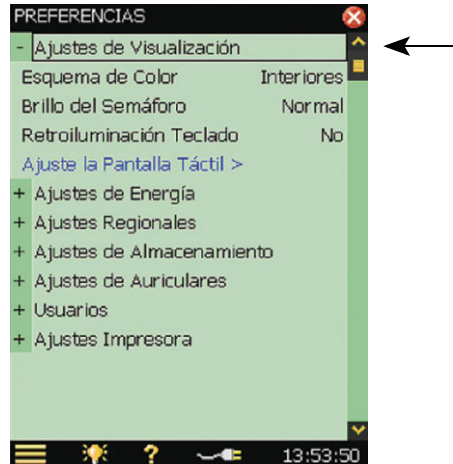 PREFERENCIAS
- Ajustes de Visualización
Esquema de Color Interiores
Brillo del Semáforo Normal
Retroiluminación Teclado No
Ajuste la Pantalla Táctil >
+ Ajustes de Energía
+ Ajustes Regionales
+ Ajustes de Almacenamiento
+ Ajustes de Auriculares
+ Usuarios
+ Ajustes Impresora
? 13:53:50